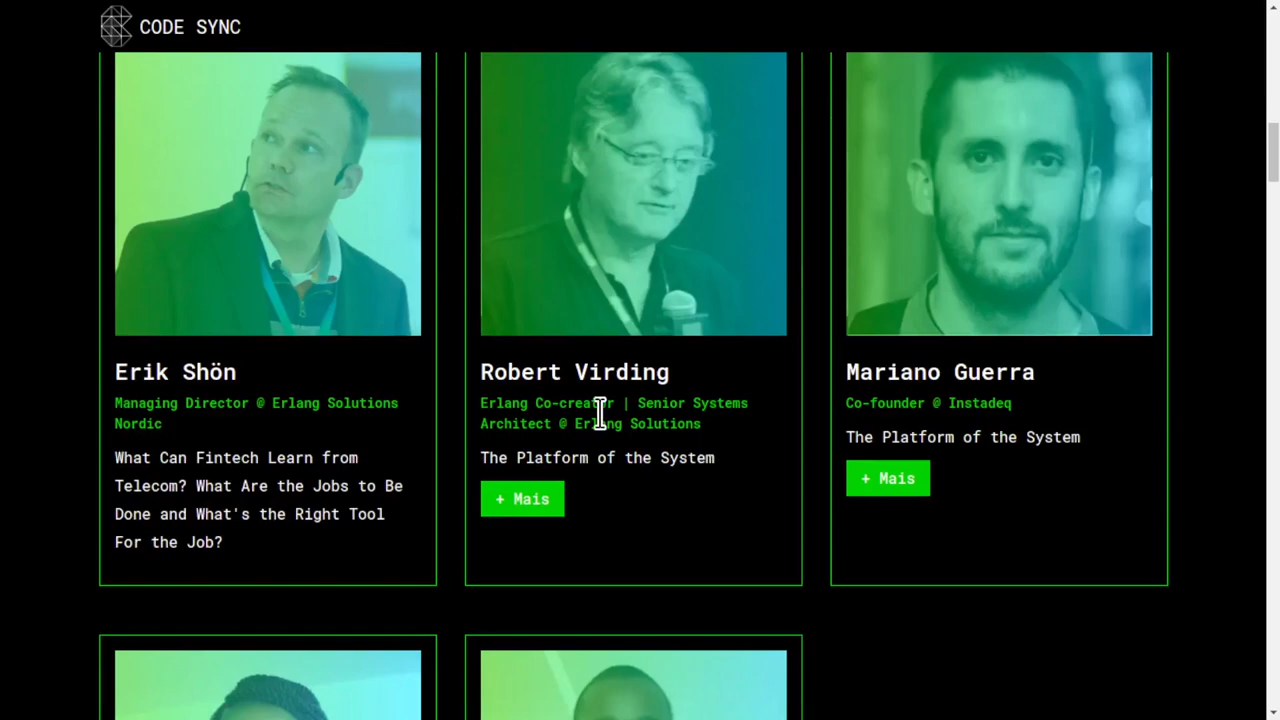 CODE SYNC
Erik Shön
Managing Director @ Erlang Solutions
Nordic
What Can Fintech Learn from
Telecom? What Are the Jobs to Be
Done and What's the Right Tool
For the Job?
Robert Virding
Erlang Co-creator | Senior Systems
Architect @ Erlang Solutions
The Platform of the System
+ Mais
Mariano Guerra
Co-founder @ Instadeq
The Platform of the System
+ Mais